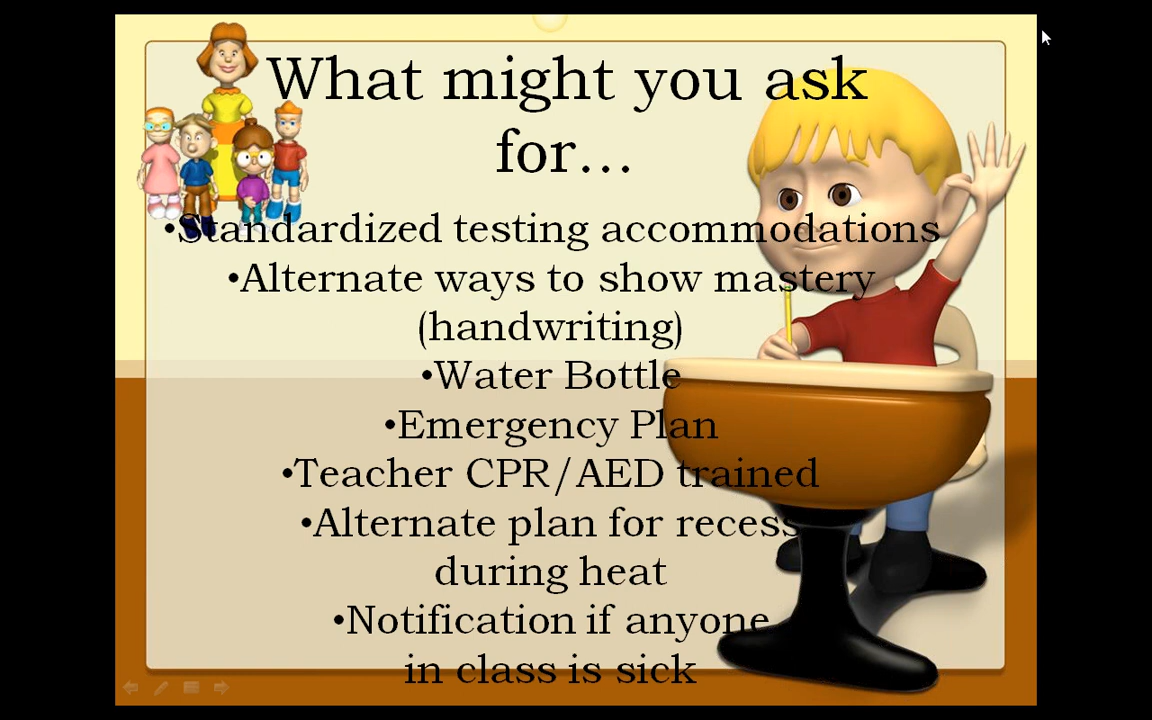 What might you ask
for...
•Standardized testing accommodations
•Alternate ways to show mastery
(handwriting)
•Water Bottle
•Emergency Plan
•Teacher CPR/AED trained
•Alternate plan for recess
during heat
•Notification if anyone
in class is sick